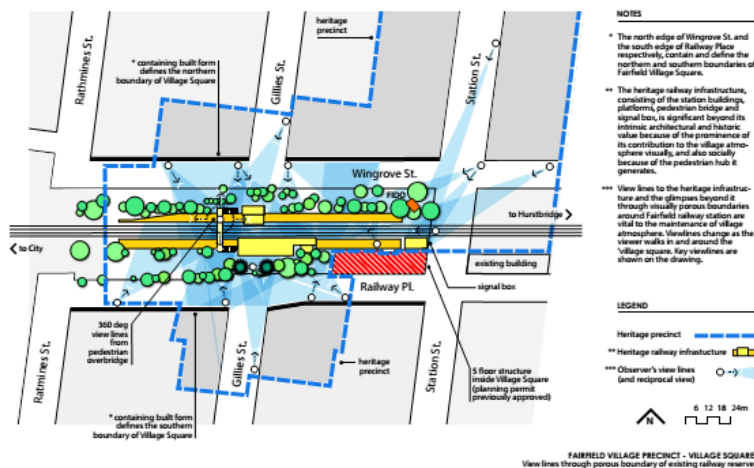 NOTES
* The north edge of Wingrove St. and
the south edge of Railway Place
respectively, contain and define the
northern and southern boundaries of
Fairfield Village Square.
** The heritage railway infrastructure,
consisting of the station buildings,
platforms, pedestrian bridge and
signal box, is significant beyond its
intrinsic architectural and historic
value because of the prominence of
its contribution to the village atmo-
sphere visually, and also socially
because of the pedestrian hub it
generates.
*** View lines to the heritage infrastruc-
ture and the glimpses beyond it
through visually porous boundaries
around Fairfield railway station are
vital to the maintenance of village
atmosphere. Viewlines change as the
viewer walks in and around the
'village square. Key viewlines are
shown on the drawing.
LEGEND
Heritage precinct
** Heritage railway infrastucture
*** Observer's view lines
(and reciprocal view)
6 12 18 24m
N
Rathmines St.
* containing built form
defines the northern
boundary of Village Square
Gillies St.
heritage
precinct
Station St.
Wingrove St.
FIDO
to Hurstbridge
to City
existing building
signal box
Railway Pl.
360 deg
view lines
from
pedestrian
overbridge
Ratmines St.
Gillies St.
heritage
precinct
Station St.
5 floor structure
inside Village Square
(planning permit
previously approved)
* containing built form
defines the southern
boundary of Village Square
FAIRFIELD VILLAGE PRECINCT - VILLAGE SQUARE
View lines through porous boundary of existing railway reserve